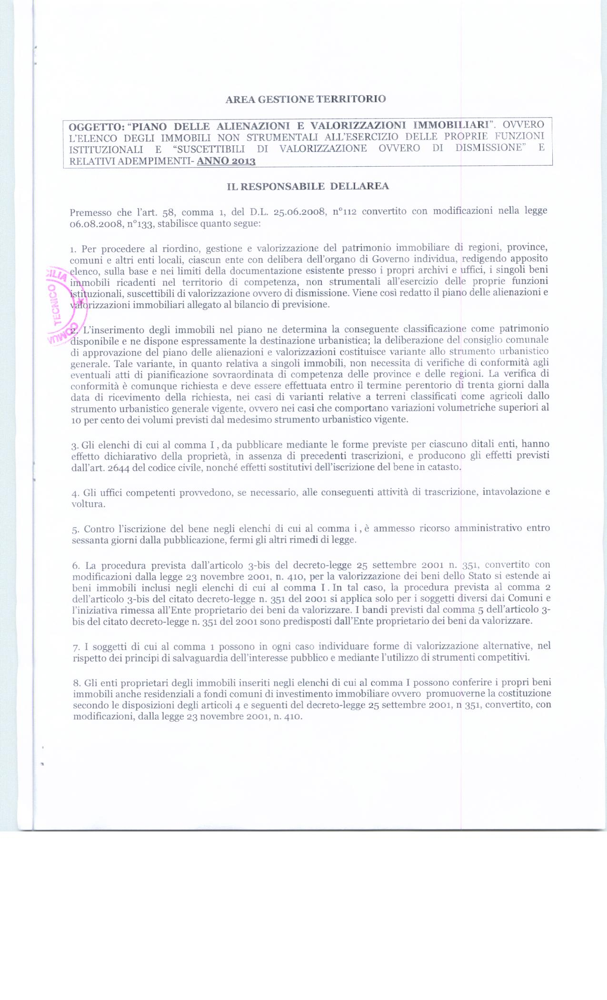 AREA GESTIONE TERRITORIO
OGGETTO: “PIANO DELLE ALIENAZIONI E VALORIZZAZIONI IMMOBILIARI”. OVVERO
L’ELENCO DEGLI IMMOBILI NON STRUMENTALI ALL’ESERCIZIO DELLE PROPRIE FUNZIONI
ISTITUZIONALI E “SUSCETTIBILI DI VALORIZZAZIONE OVVERO DI DISMISSIONE” E
RELATIVI ADEMPIMENTI- ANNO 2013
IL RESPONSABILE DELLAREA
Premesso che l’art. 58, comma 1, del D.L. 25.06.2008, n°112 convertito con modificazioni nella legge
06.08.2008, n°133, stabilisce quanto segue:
1. Per procedere al riordino, gestione e valorizzazione del patrimonio immobiliare di regioni, province,
comuni e altri enti locali, ciascun ente con delibera dell’organo di Governo individua, redigendo apposito
elenco, sulla base e nei limiti della documentazione esistente presso i propri archivi e uffici, i singoli beni
immobili ricadenti nel territorio di competenza, non strumentali all’esercizio delle proprie funzioni
istituzionali, suscettibili di valorizzazione ovvero di dismissione. Viene così redatto il piano delle alienazioni e
valorizzazioni immobiliari allegato al bilancio di previsione.
TECNICO
2. L’inserimento degli immobili nel piano ne determina la conseguente classificazione come patrimonio
disponibile e ne dispone espressamente la destinazione urbanistica; la deliberazione del consiglio comunale
di approvazione del piano delle alienazioni e valorizzazioni costituisce variante allo strumento urbanistico
generale. Tale variante, in quanto relativa a singoli immobili, non necessita di verifiche di conformità agli
eventuali atti di pianificazione sovraordinata di competenza delle province e delle regioni. La verifica di
conformità è comunque richiesta e deve essere effettuata entro il termine perentorio di trenta giorni dalla
data di ricevimento della richiesta, nei casi di varianti relative a terreni classificati come agricoli dallo
strumento urbanistico generale vigente, ovvero nei casi che comportano variazioni volumetriche superiori al
10 per cento dei volumi previsti dal medesimo strumento urbanistico vigente.
3. Gli elenchi di cui al comma I , da pubblicare mediante le forme previste per ciascuno ditali enti, hanno
effetto dichiarativo della proprietà, in assenza di precedenti trascrizioni, e producono gli effetti previsti
dall’art. 2644 del codice civile, nonché effetti sostitutivi dell’iscrizione del bene in catasto.
4. Gli uffici competenti provvedono, se necessario, alle conseguenti attività di trascrizione, intavolazione e
voltura.
5. Contro l’iscrizione del bene negli elenchi di cui al comma i , è ammesso ricorso amministrativo entro
sessanta giorni dalla pubblicazione, fermi gli altri rimedi di legge.
6. La procedura prevista dall’articolo 3-bis del decreto-legge 25 settembre 2001 n. 351, convertito con
modificazioni dalla legge 23 novembre 2001, n. 410, per la valorizzazione dei beni dello Stato si estende ai
beni immobili inclusi negli elenchi di cui al comma I . In tal caso, la procedura prevista al comma 2
dell’articolo 3-bis del citato decreto-legge n. 351 del 2001 si applica solo per i soggetti diversi dai Comuni e
l’iniziativa rimessa all’Ente proprietario dei beni da valorizzare. I bandi previsti dal comma 5 dell’articolo 3-
bis del citato decreto-legge n. 351 del 2001 sono predisposti dall’Ente proprietario dei beni da valorizzare.
7. I soggetti di cui al comma 1 possono in ogni caso individuare forme di valorizzazione alternative, nel
rispetto dei principi di salvaguardia dell’interesse pubblico e mediante l’utilizzo di strumenti competitivi.
8. Gli enti proprietari degli immobili inseriti negli elenchi di cui al comma I possono conferire i propri beni
immobili anche residenziali a fondi comuni di investimento immobiliare ovvero promuoverne la costituzione
secondo le disposizioni degli articoli 4 e seguenti del decreto-legge 25 settembre 2001, n 351, convertito, con
modificazioni, dalla legge 23 novembre 2001, n. 410.